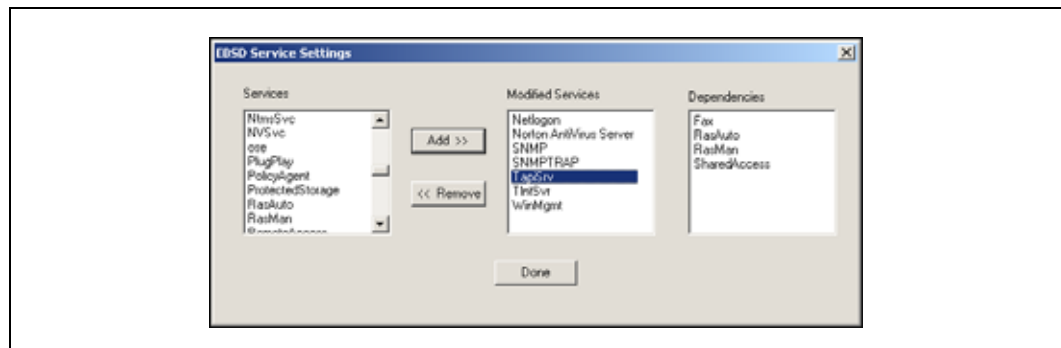 EBSD Service Settings
Services
NtmsSvc
NVSvc
ose
PlugPlay
PolicyAgent
ProtectedStorage
RasAuto
RasMan
RemoteAccess
Add >>
<< Remove
Modified Services
Netlogon
Norton AntiVirus Server
SNMP
SNMPTRAP
TapiSrv
TlntSvr
WinMgmt
Dependencies
Fax
RasAuto
RasMan
SharedAccess
Done